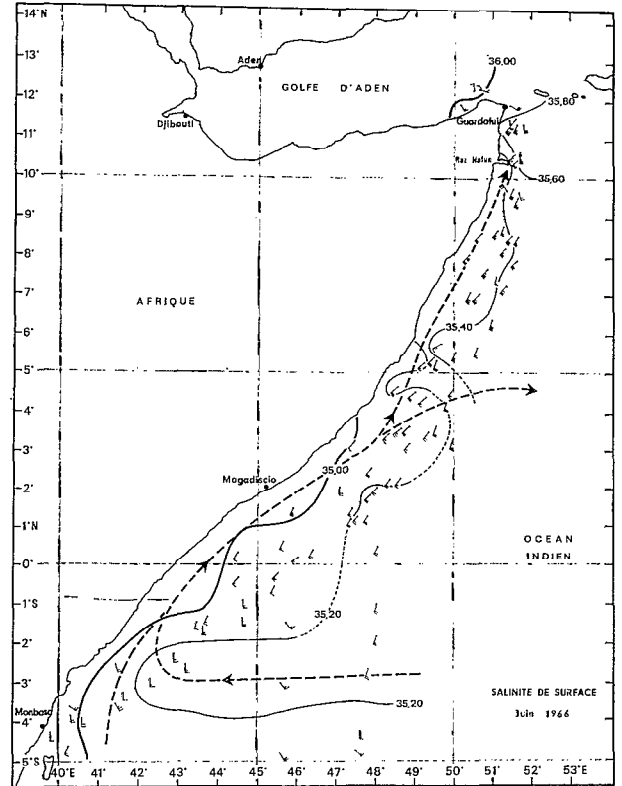 14°N
13°
12°
11°
10°
9°
8°
7°
6°
5°
4°
3°
2°
1°N
0°
1°S
2°
3°
4°
5°S
40°E
41°
42°
43°
44°
45°
46°
47°
48°
49°
50°
51°
52°
53°E
Aden
GOLFE D'ADEN
Djibouti
36,00
35,80
Guardafui
Raz Hafun
35,60
AFRIQUE
35,40
35,00
Mogadiscio
OCEAN
INDIEN
35,20
35,20
Monbasa
SALINITE DE SURFACE
Juin 1966